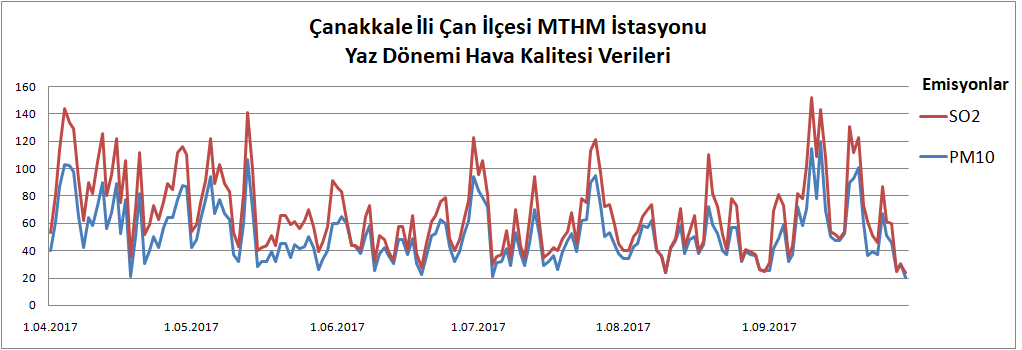 Çanakkale İli Çan İlçesi MTHM İstasyonu
Yaz Dönemi Hava Kalitesi Verileri
Emisyonlar
SO2
PM10
160
140
120
100
80
60
40
20
0
1.04.2017 1.05.2017 1.06.2017 1.07.2017 1.08.2017 1.09.2017